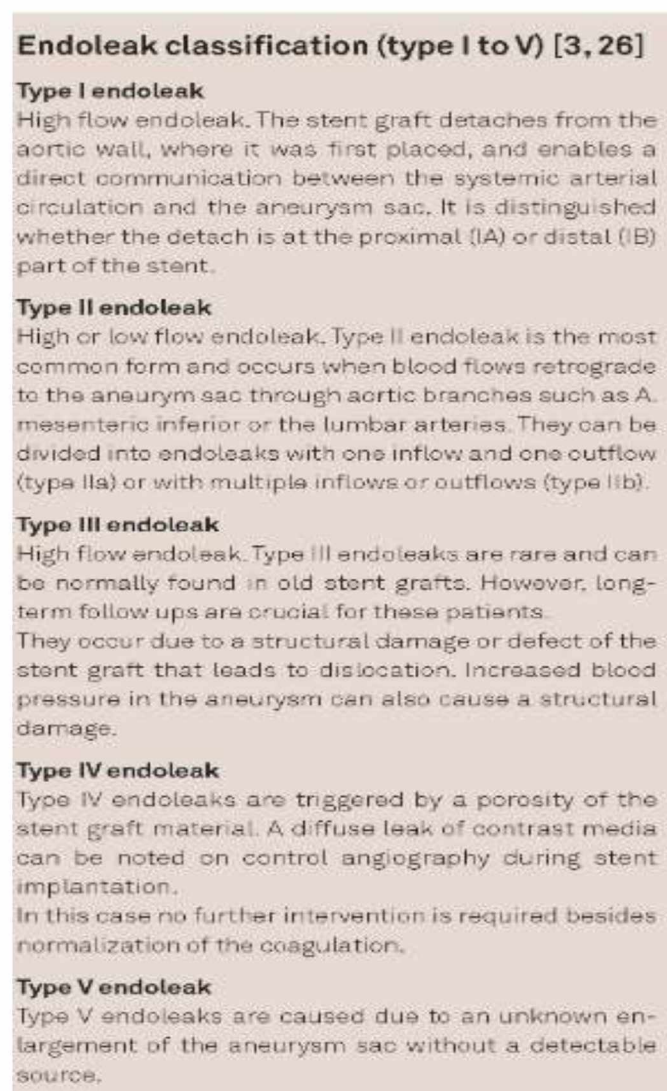 Endoleak classification (type I to V) [3, 26]
Type I endoleak
High flow endoleak. The stent graft detaches from the
aortic wall, where it was first placed, and enables a
direct communication between the systemic arterial
circulation and the aneurysm sac. It is distinguished
whether the detach is at the proximal (IA) or distal (IB)
part of the stent.
Type II endoleak
High or low flow endoleak. Type II endoleak is the most
common form and occurs when blood flows retrograde
to the aneurym sac through aortic branches such as A.
mesenteric inferior or the lumbar arteries. They can be
divided into endoleaks with one inflow and one outflow
(type IIa) or with multiple inflows or outflows (type IIb).
Type III endoleak
High flow endoleak. Type III endoleaks are rare and can
be normally found in old stent grafts. However, long-
term follow ups are crucial for these patients.
They occur due to a structural damage or defect of the
stent graft that leads to dislocation. Increased blood
pressure in the aneurysm can also cause a structural
damage.
Type IV endoleak
Type IV endoleaks are triggered by a porosity of the
stent graft material. A diffuse leak of contrast media
can be noted on control angiography during stent
implantation.
In this case no further intervention is required besides
normalization of the coagulation.
Type V endoleak
Type V endoleaks are caused due to an unknown en-
largement of the aneurysm sac without a detectable
source.